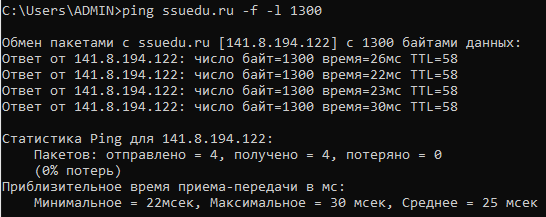 C:\Users\ADMIN>ping ssuedu.ru -f -l 1300
Обмен пакетами с ssuedu.ru [141.8.194.122] с 1300 байтами данных:
Ответ от 141.8.194.122: число байт=1300 время=26мс TTL=58
Ответ от 141.8.194.122: число байт=1300 время=22мс TTL=58
Ответ от 141.8.194.122: число байт=1300 время=23мс TTL=58
Ответ от 141.8.194.122: число байт=1300 время=30мс TTL=58
Статистика Ping для 141.8.194.122:
Пакетов: отправлено = 4, получено = 4, потеряно = 0
(0% потерь)
Приблизительное время приема-передачи в мс:
Минимальное = 22мсек, Максимальное = 30 мсек, Среднее = 25 мсек